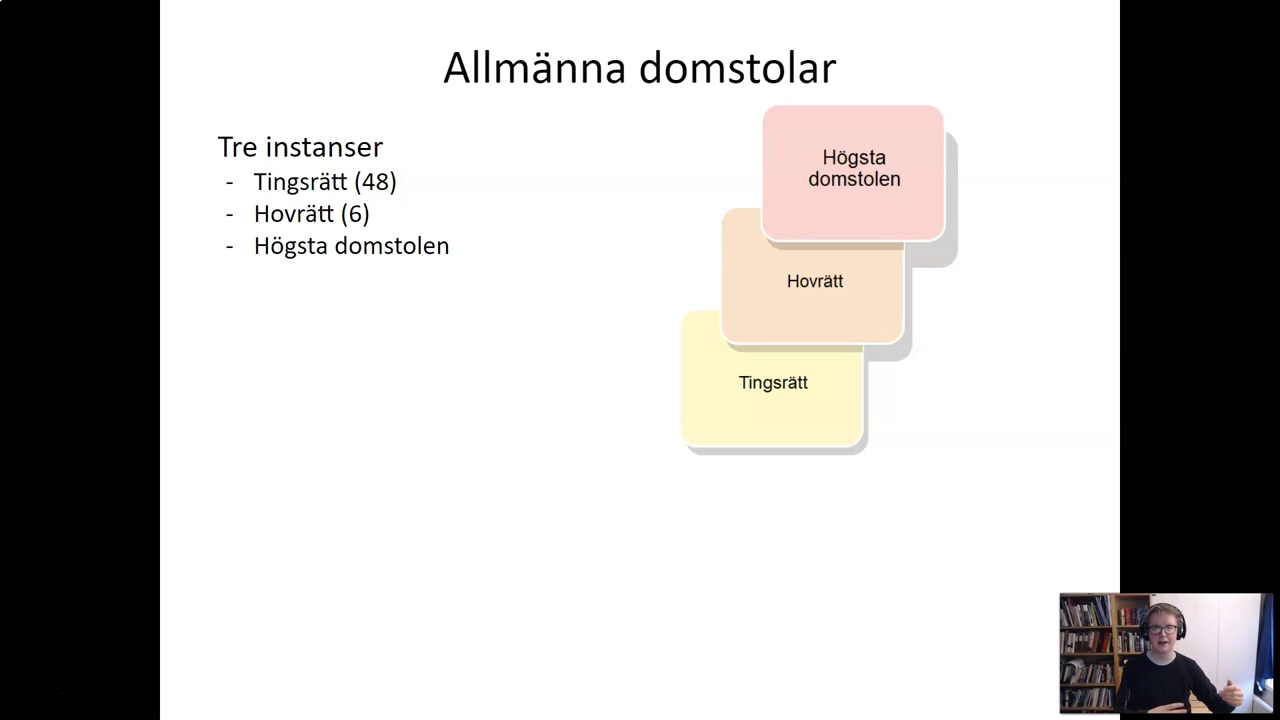 Allmänna domstolar
Tre instanser
- Tingsrätt (48)
- Hovrätt (6)
- Högsta domstolen
Högsta
domstolen
Hovrätt
Tingsrätt